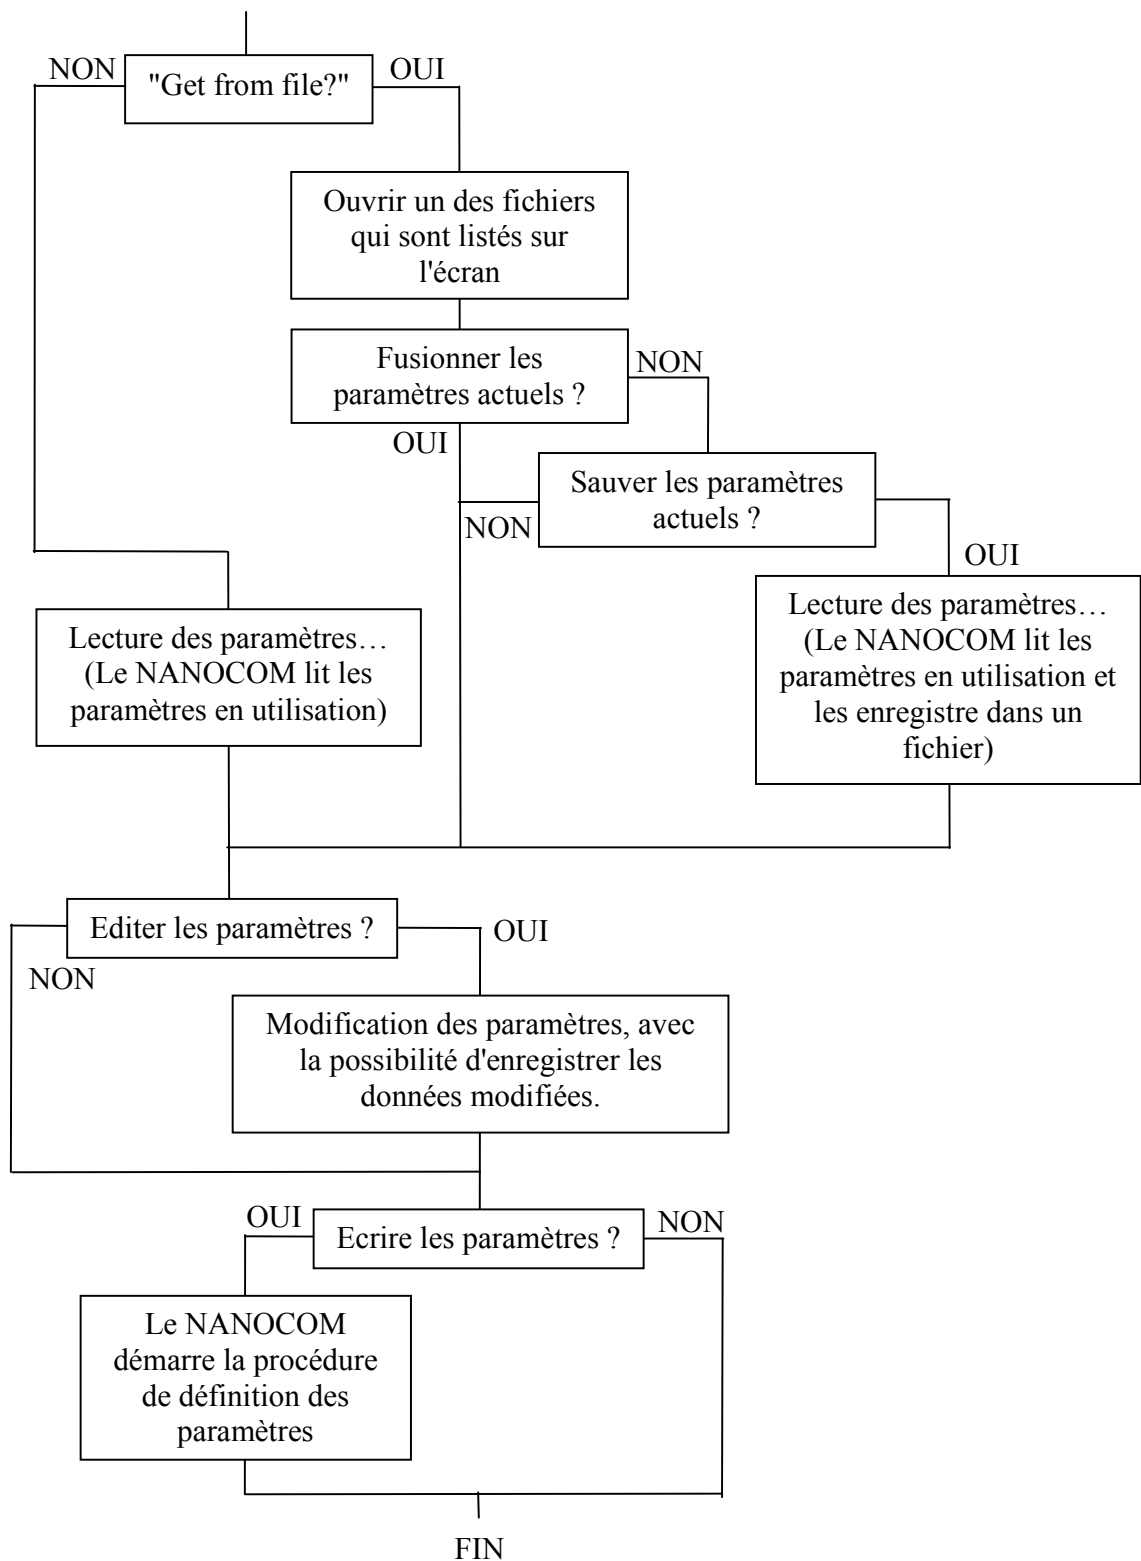 NON
"Get from file?"
OUI
Ouvrir un des fichiers
qui sont listés sur
l'écran
Fusionner les
paramètres actuels ?
NON
OUI
Sauver les paramètres
actuels ?
NON
OUI
Lecture des paramètres…
(Le NANOCOM lit les
paramètres en utilisation)
Lecture des paramètres…
(Le NANOCOM lit les
paramètres en utilisation et
les enregistre dans un
fichier)
Editer les paramètres ?
OUI
NON
Modification des paramètres, avec
la possibilité d'enregistrer les
données modifiées.
OUI
Ecrire les paramètres ?
NON
Le NANOCOM
démarre la procédure
de définition des
paramètres
FIN